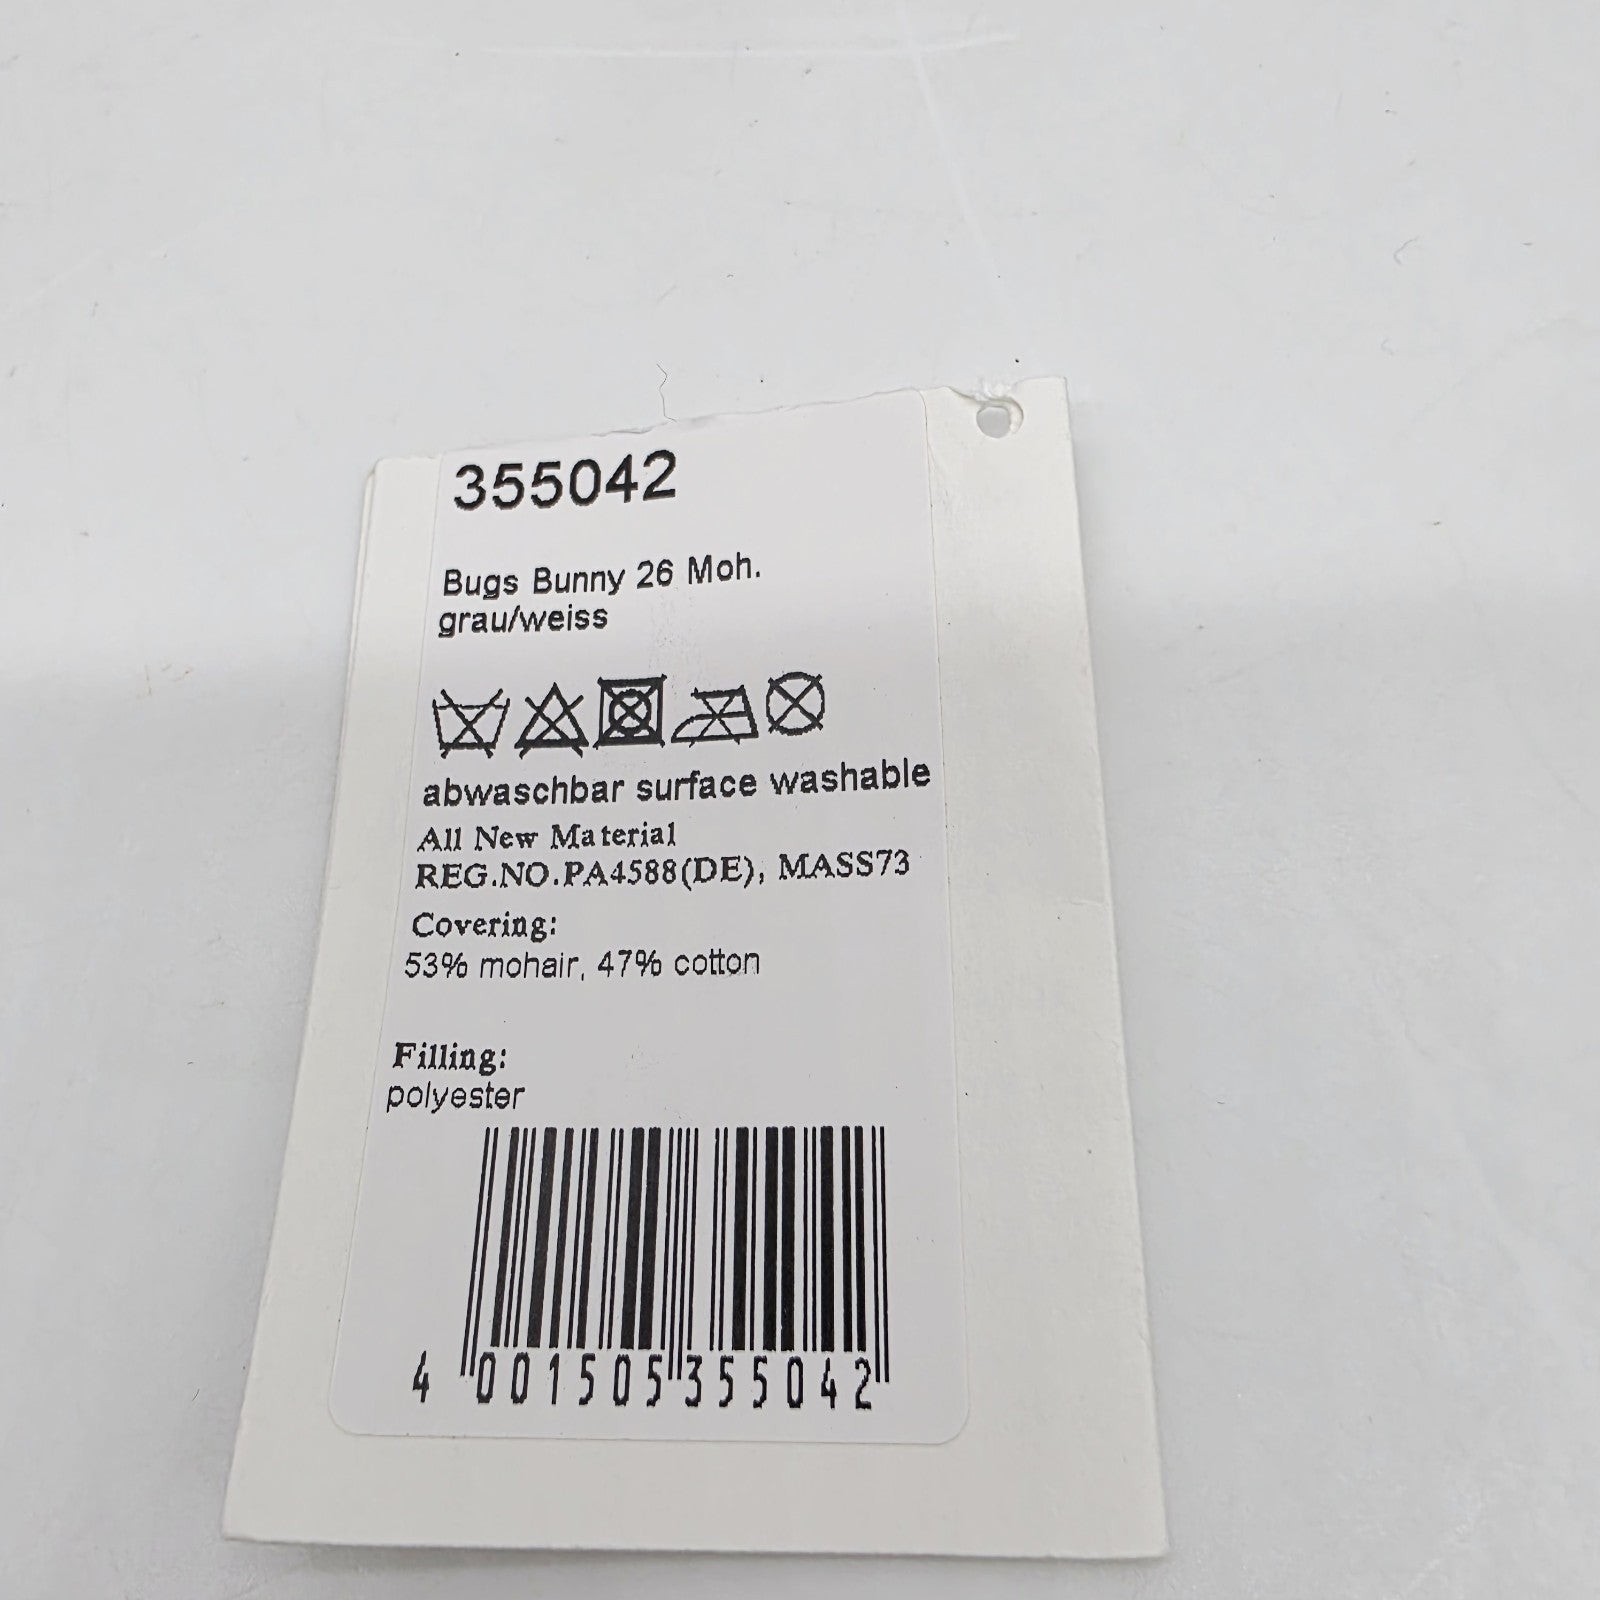 355042
Bugs Bunny 26 Moh.
grau/weiss
abwaschbar surface washable
All New Material
REG.NO.PA4588(DE), MASS73
Covering:
53% mohair, 47% cotton
Filling:
polyester
4 001505 355042